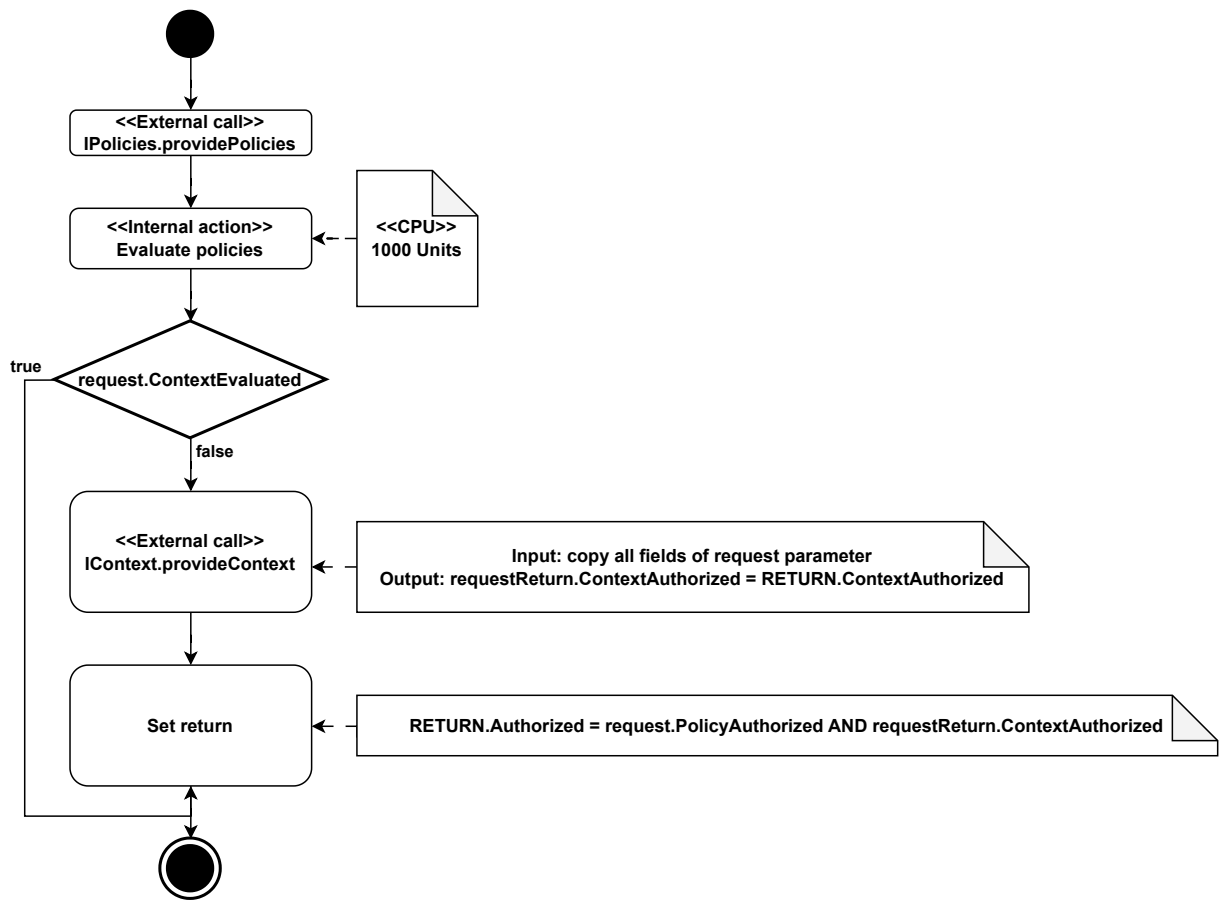 <<External call>>
IPolicies.providePolicies
<<Internal action>>
Evaluate policies
<<CPU>>
1000 Units
true
request.ContextEvaluated
false
<<External call>>
IContext.provideContext
Input: copy all fields of request parameter
Output: requestReturn.ContextAuthorized = RETURN.ContextAuthorized
Set return
RETURN.Authorized = request.PolicyAuthorized AND requestReturn.ContextAuthorized